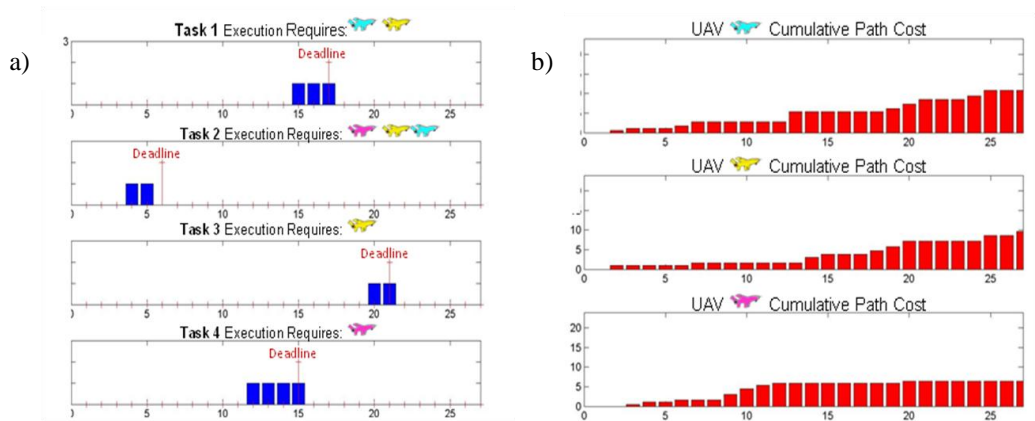 a)
Task 1 Execution Requires:
3
Deadline
0 5 10 15 20 25
Task 2 Execution Requires:
Deadline
0 5 10 15 20 25
Task 3 Execution Requires:
Deadline
0 5 10 15 20 25
Task 4 Execution Requires:
Deadline
0 5 10 15 20 25
b)
UAV Cumulative Path Cost
0 5 10 15 20 25
UAV Cumulative Path Cost
10
5
0
0 5 10 15 20 25
UAV Cumulative Path Cost
20
15
10
5
0
0 5 10 15 20 25